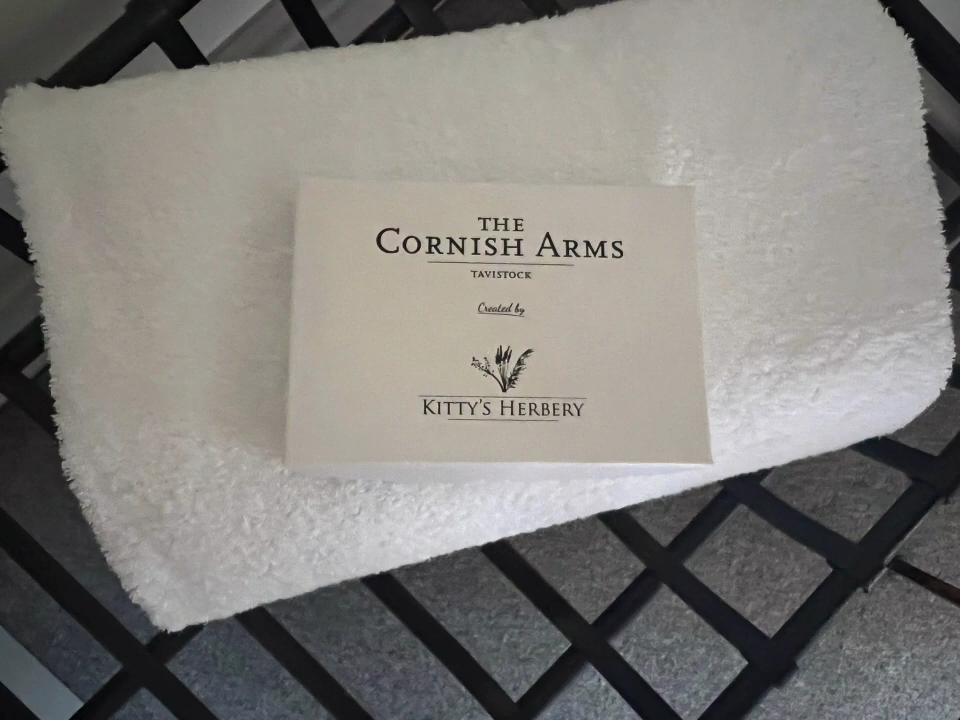 THE
CORNISH ARMS
TAVISTOCK
Created by
KITTY'S HERBERY